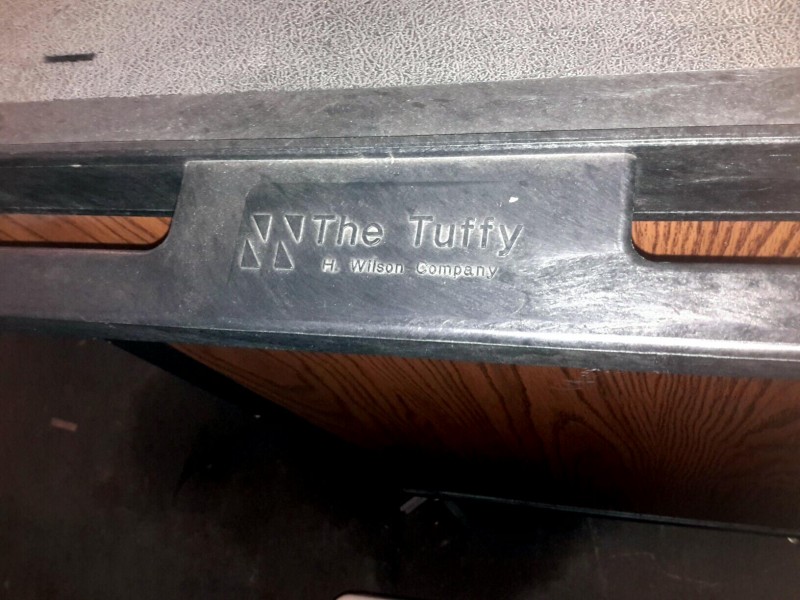 The Tuffy
H. Wilson Company